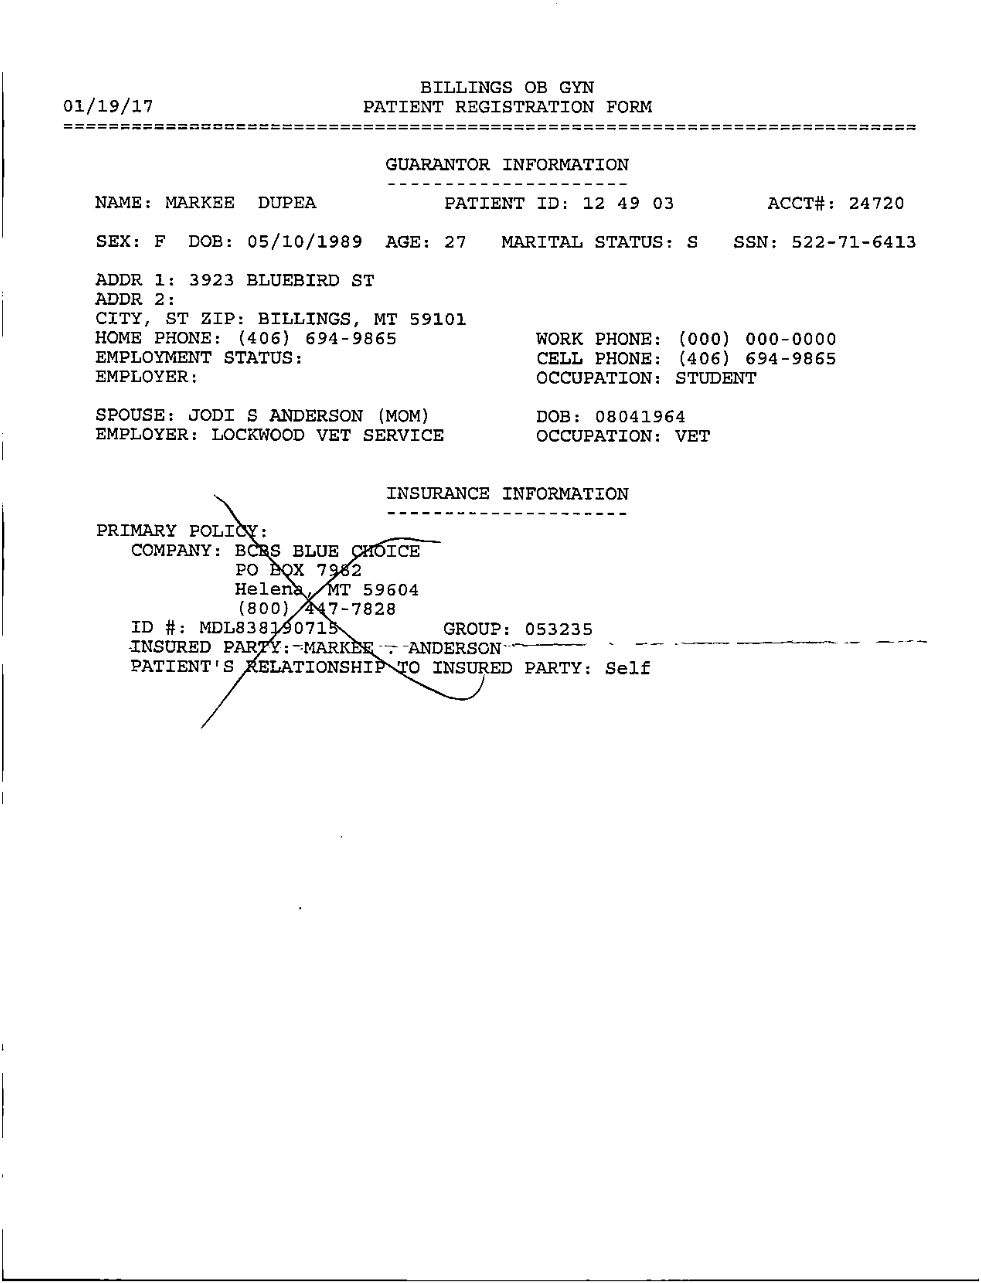 BILLINGS OB GYN
01/19/17 PATIENT REGISTRATION FORM
==========================================================================
GUARANTOR INFORMATION
---------------------
NAME: MARKEE DUPEA PATIENT ID: 12 49 03 ACCT#: 24720
SEX: F DOB: 05/10/1989 AGE: 27 MARITAL STATUS: S SSN: 522-71-6413
ADDR 1: 3923 BLUEBIRD ST
ADDR 2:
CITY, ST ZIP: BILLINGS, MT 59101
HOME PHONE: (406) 694-9865 WORK PHONE: (000) 000-0000
EMPLOYMENT STATUS: CELL PHONE: (406) 694-9865
EMPLOYER: OCCUPATION: STUDENT
SPOUSE: JODI S ANDERSON (MOM) DOB: 08041964
EMPLOYER: LOCKWOOD VET SERVICE OCCUPATION: VET
INSURANCE INFORMATION
---------------------
PRIMARY POLICY:
COMPANY: BCBS BLUE CHOICE
PO BOX 7982
Helena, MT 59604
(800) 447-7828
ID #: MDL838190715 GROUP: 053235
INSURED PARTY: MARKEE . ANDERSON
PATIENT'S RELATIONSHIP TO INSURED PARTY: Self